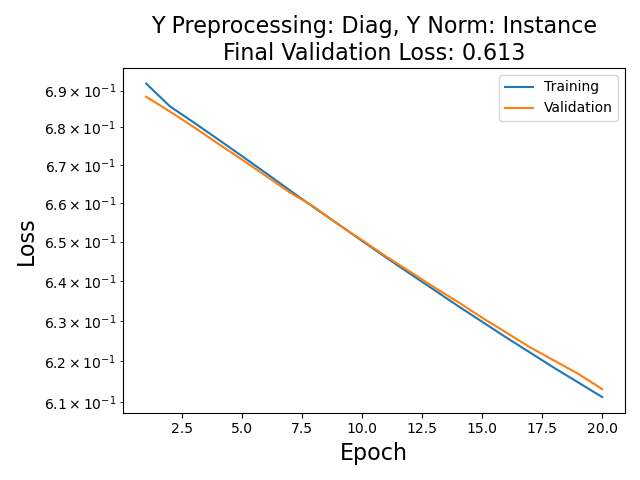 Y Preprocessing: Diag, Y Norm: Instance
Final Validation Loss: 0.613
Training
Validation
6.9 × 10⁻¹
6.8 × 10⁻¹
6.7 × 10⁻¹
6.6 × 10⁻¹
6.5 × 10⁻¹
6.4 × 10⁻¹
6.3 × 10⁻¹
6.2 × 10⁻¹
6.1 × 10⁻¹
Loss
2.5 5.0 7.5 10.0 12.5 15.0 17.5 20.0
Epoch